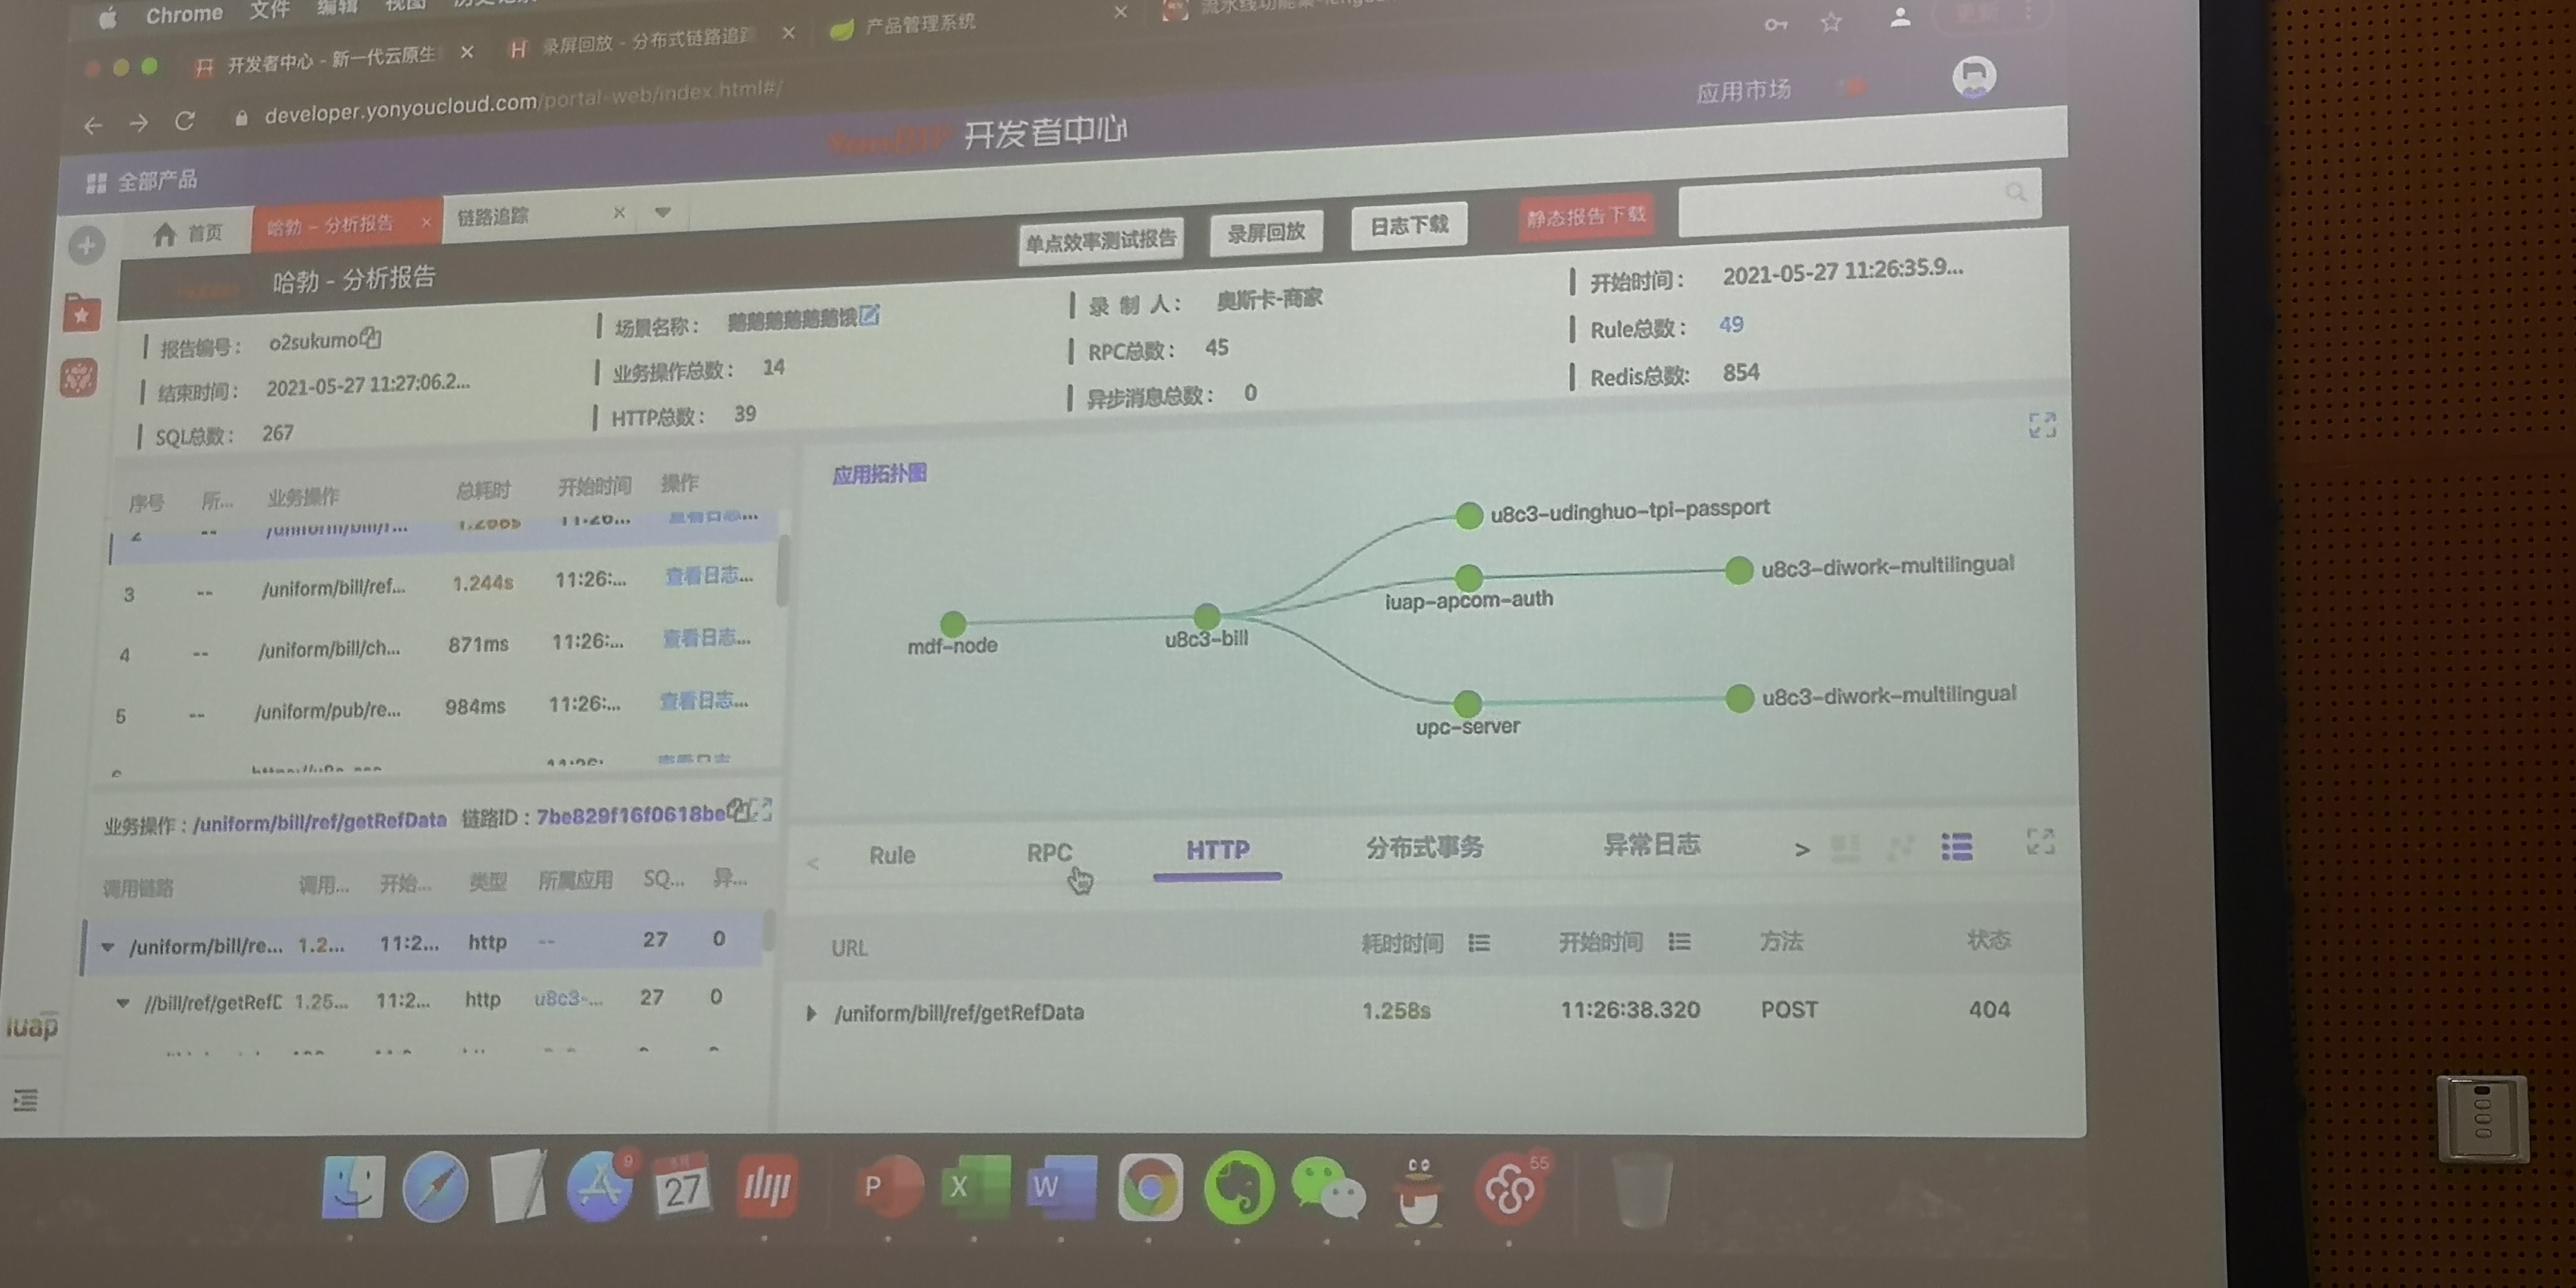 Chrome 文件 编辑 视图
开发者中心 - 新一代云原生
录屏回放 - 分布式链路追踪
产品管理系统
developer.yonyoucloud.com/portal-web/index.html#/
开发者中心
应用市场
全部产品
首页
哈勃 - 分析报告
链路追踪
哈勃 - 分析报告
单点效率测试报告
录屏回放
日志下载
静态报告下载
报告编号： o2sukumo
场景名称： 鹅鹅鹅鹅鹅鹅饿
录 制 人： 奥斯卡-商家
开始时间： 2021-05-27 11:26:35.9...
结束时间： 2021-05-27 11:27:06.2...
业务操作总数： 14
RPC总数： 45
Rule总数： 49
SQL总数： 267
HTTP总数： 39
异步消息总数： 0
Redis总数: 854
序号 所... 业务操作 总耗时 开始时间 操作
3 -- /uniform/bill/ref... 1.244s 11:26:... 查看日志...
4 -- /uniform/bill/ch... 871ms 11:26:... 查看日志...
5 -- /uniform/pub/re... 984ms 11:26:... 查看日志...
应用拓扑图
u8c3-udinghuo-tpi-passport
u8c3-diwork-multilingual
iuap-apcom-auth
mdf-node
u8c3-bill
u8c3-diwork-multilingual
upc-server
业务操作：/uniform/bill/ref/getRefData 链路ID：7be829f16f0618be
调用链路 调用... 开始... 类型 所属应用 SQ... 异...
/uniform/bill/re... 1.2... 11:2... http -- 27 0
//bill/ref/getRefD 1.25... 11:2... http u8c3-... 27 0
Rule RPC HTTP 分布式事务 异常日志
URL 耗时时间 开始时间 方法 状态
/uniform/bill/ref/getRefData 1.258s 11:26:38.320 POST 404
iuap
9
27
P
X
W
55